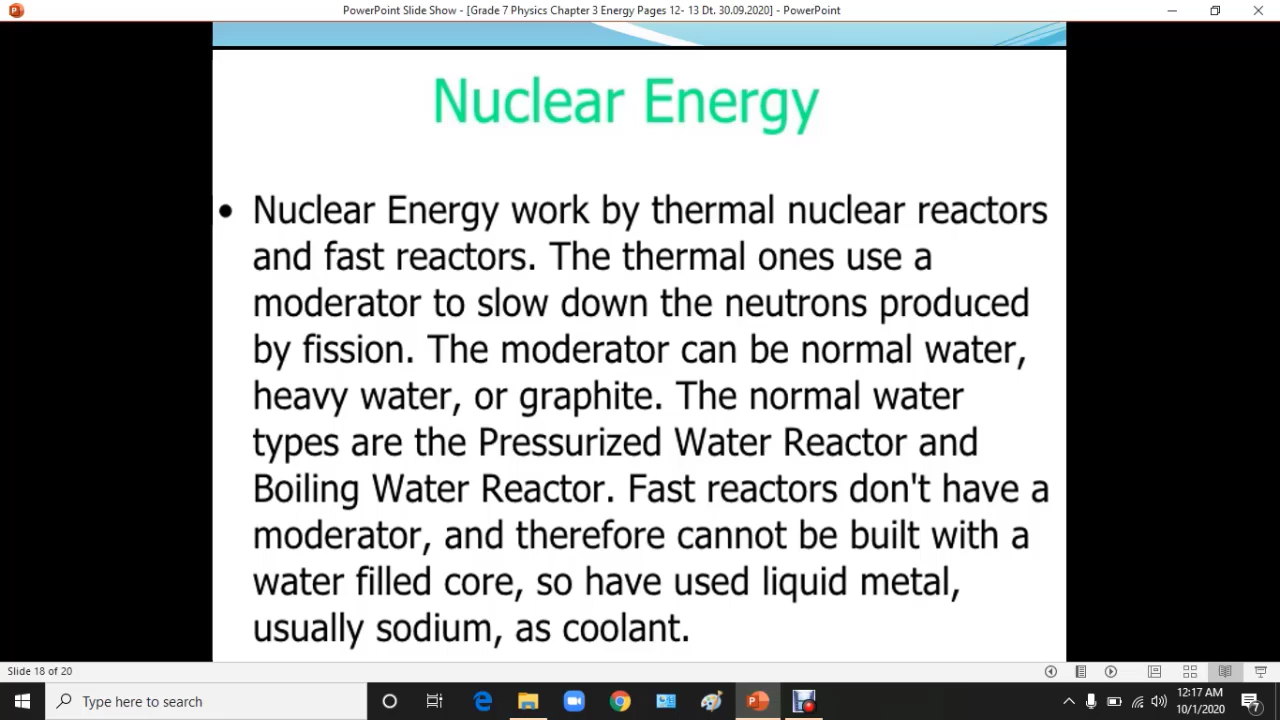 PowerPoint Slide Show - [Grade 7 Physics Chapter 3 Energy Pages 12- 13 Dt. 30.09.2020] - PowerPoint
Nuclear Energy
• Nuclear Energy work by thermal nuclear reactors
and fast reactors. The thermal ones use a
moderator to slow down the neutrons produced
by fission. The moderator can be normal water,
heavy water, or graphite. The normal water
types are the Pressurized Water Reactor and
Boiling Water Reactor. Fast reactors don't have a
moderator, and therefore cannot be built with a
water filled core, so have used liquid metal,
usually sodium, as coolant.
Slide 18 of 20
Type here to search
12:17 AM
10/1/2020
7